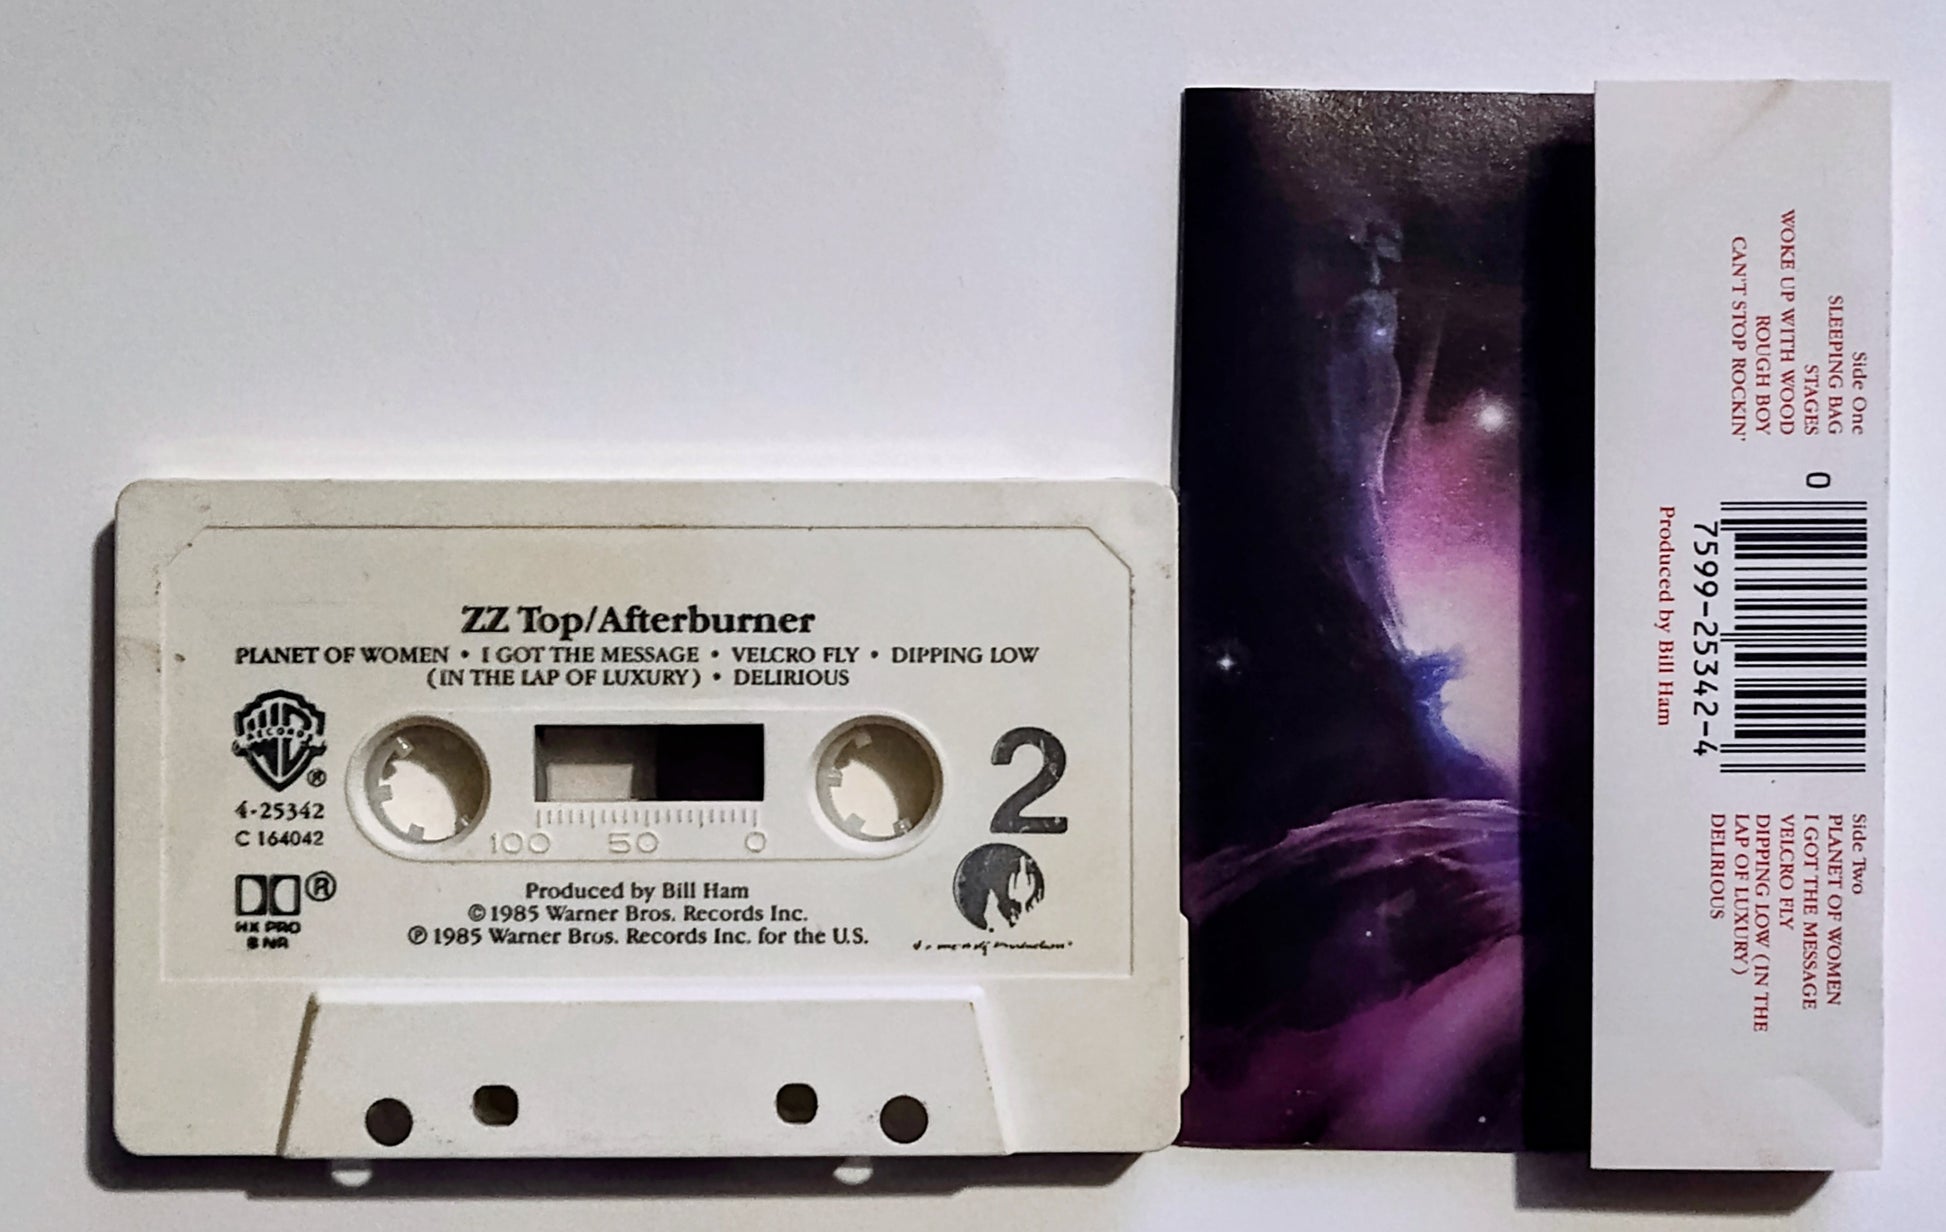 ZZ Top/Afterburner
PLANET OF WOMEN • I GOT THE MESSAGE • VELCRO FLY • DIPPING LOW
(IN THE LAP OF LUXURY) • DELIRIOUS
WB
RECORDS
®
4-25342
C 164042
®
HX PRO
B NR
100 50 0
2
Produced by Bill Ham
© 1985 Warner Bros. Records Inc.
℗ 1985 Warner Bros. Records Inc. for the U.S.
Side One
SLEEPING BAG
STAGES
WOKE UP WITH WOOD
ROUGH BOY
CAN'T STOP ROCKIN'
0
7599-25342-4
Produced by Bill Ham
Side Two
PLANET OF WOMEN
I GOT THE MESSAGE
VELCRO FLY
DIPPING LOW (IN THE
LAP OF LUXURY)
DELIRIOUS